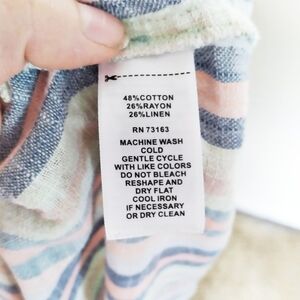 48%COTTON
26%RAYON
26%LINEN
RN 73163
MACHINE WASH
COLD
GENTLE CYCLE
WITH LIKE COLORS
DO NOT BLEACH
RESHAPE AND
DRY FLAT
COOL IRON
IF NECESSARY
OR DRY CLEAN